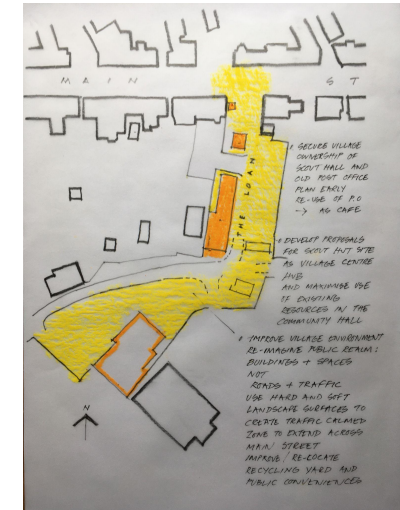 MAIN ST
THE LOAN
• SECURE VILLAGE
OWNERSHIP OF
SCOUT HALL AND
OLD POST OFFICE
PLAN EARLY
RE-USE OF P.O
--> AS CAFE
• DEVELOP PROPOSALS
FOR SCOUT HUT SITE
AS VILLAGE CENTRE
HUB
AND MAXIMISE USE
OF EXISTING
RESOURCES IN THE
COMMUNITY HALL
• IMPROVE VILLAGE ENVIRONMENT
RE-IMAGINE PUBLIC REALM:
BUILDINGS + SPACES
NOT
ROADS + TRAFFIC
USE HARD AND SOFT
LANDSCAPE SURFACES TO
CREATE TRAFFIC CALMED
ZONE TO EXTEND ACROSS
MAIN STREET
IMPROVE / RE-LOCATE
RECYCLING YARD AND
PUBLIC CONVENIENCES
N